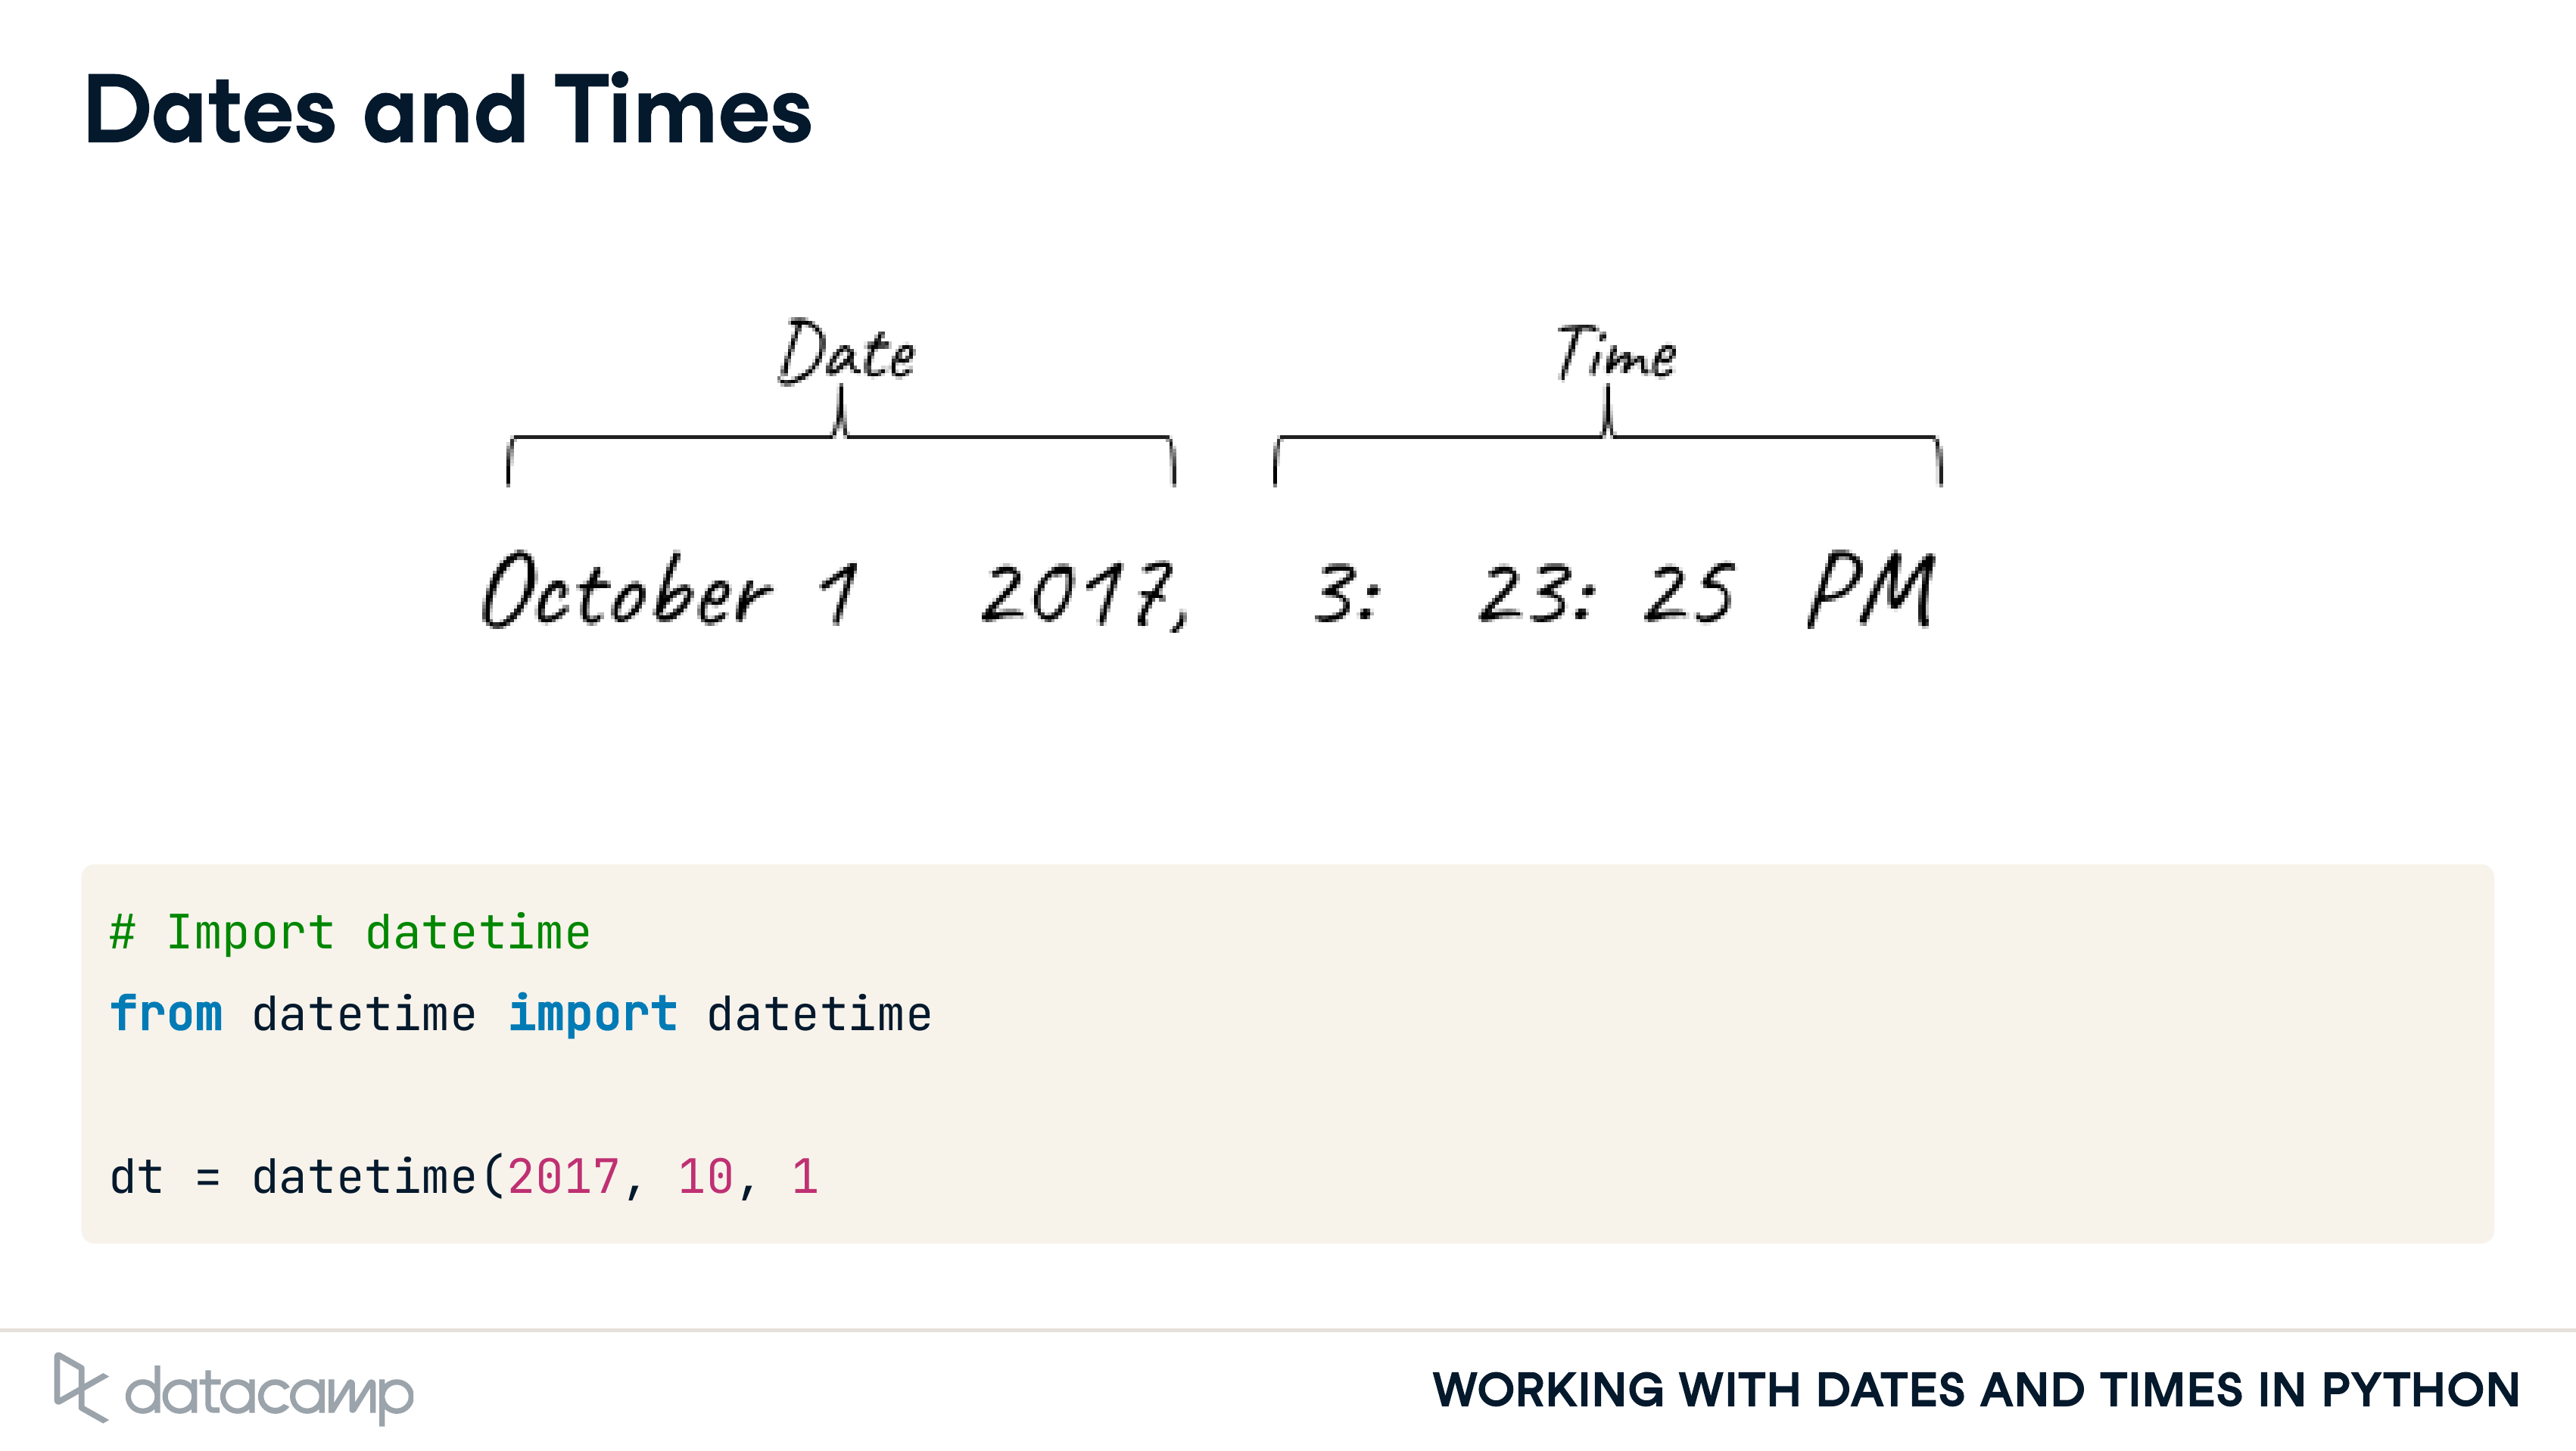 Dates and Times
Date Time
October 1 2017, 3: 23: 25 PM
# Import datetime
from datetime import datetime
dt = datetime(2017, 10, 1
datacamp
WORKING WITH DATES AND TIMES IN PYTHON